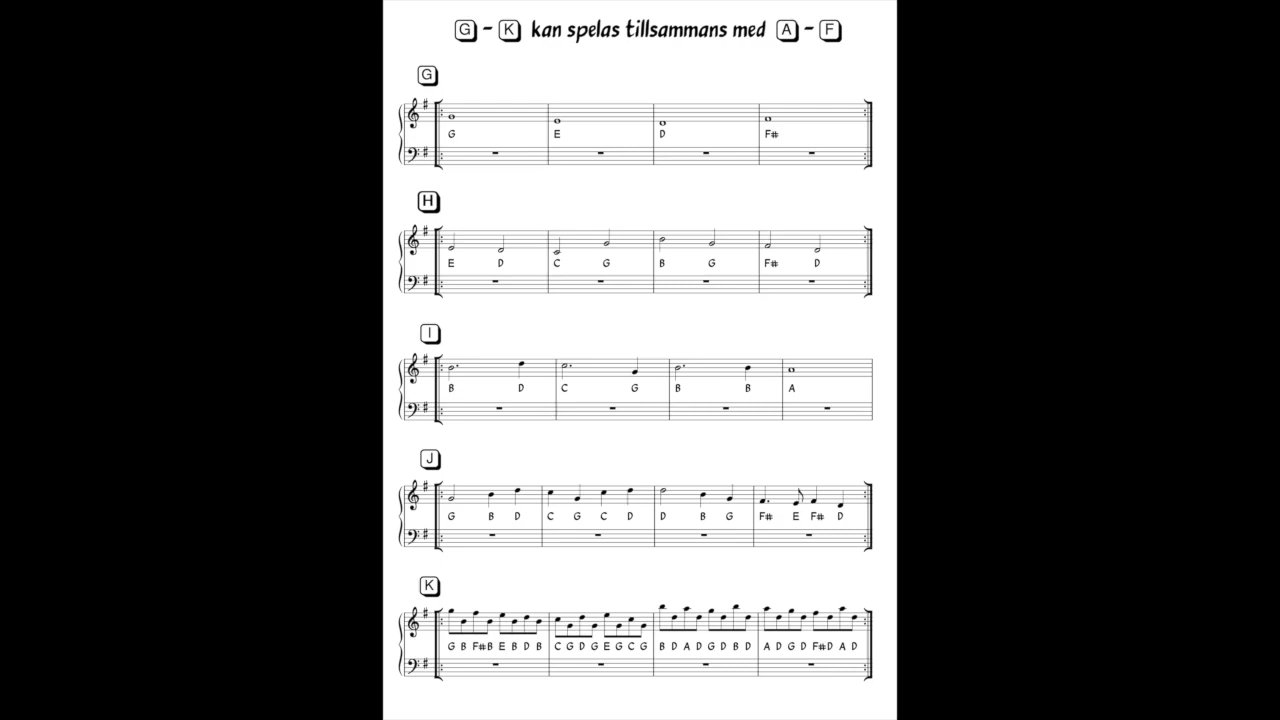 G - K kan spelas tillsammans med A - F
G
G E D F#
H
E D C G B G F# D
I
B D C G B B A
J
G B D C G C D D B G F# E F# D
K
G B F# B E B D B C G D G E G C G B D A D G D B D A D G D F# D A D